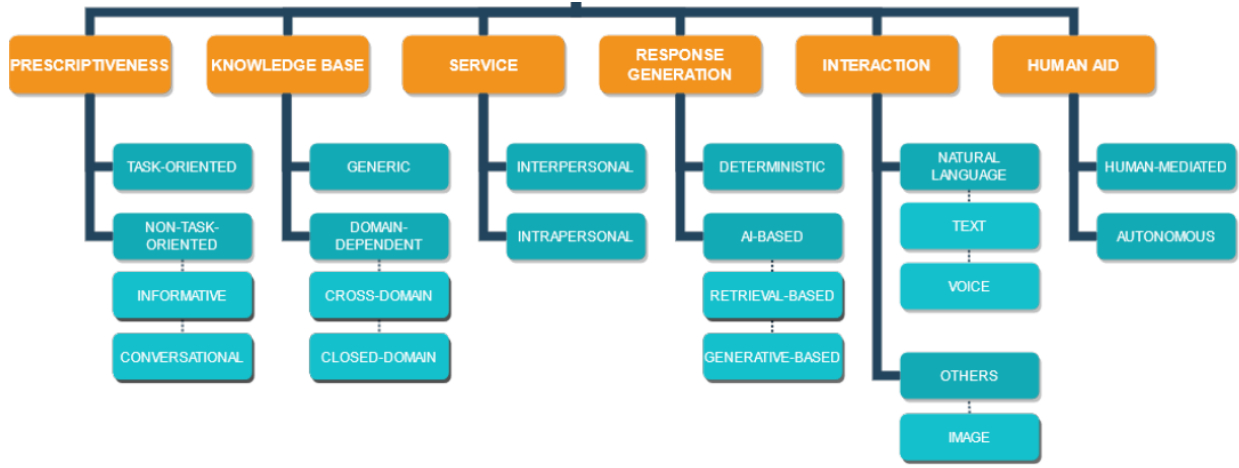 PRESCRIPTIVENESS
KNOWLEDGE BASE
SERVICE
RESPONSE
GENERATION
INTERACTION
HUMAN AID
TASK-ORIENTED
NON-TASK-
ORIENTED
INFORMATIVE
CONVERSATIONAL
GENERIC
DOMAIN-
DEPENDENT
CROSS-DOMAIN
CLOSED-DOMAIN
INTERPERSONAL
INTRAPERSONAL
DETERMINISTIC
AI-BASED
RETRIEVAL-BASED
GENERATIVE-BASED
NATURAL
LANGUAGE
TEXT
VOICE
OTHERS
IMAGE
HUMAN-MEDIATED
AUTONOMOUS